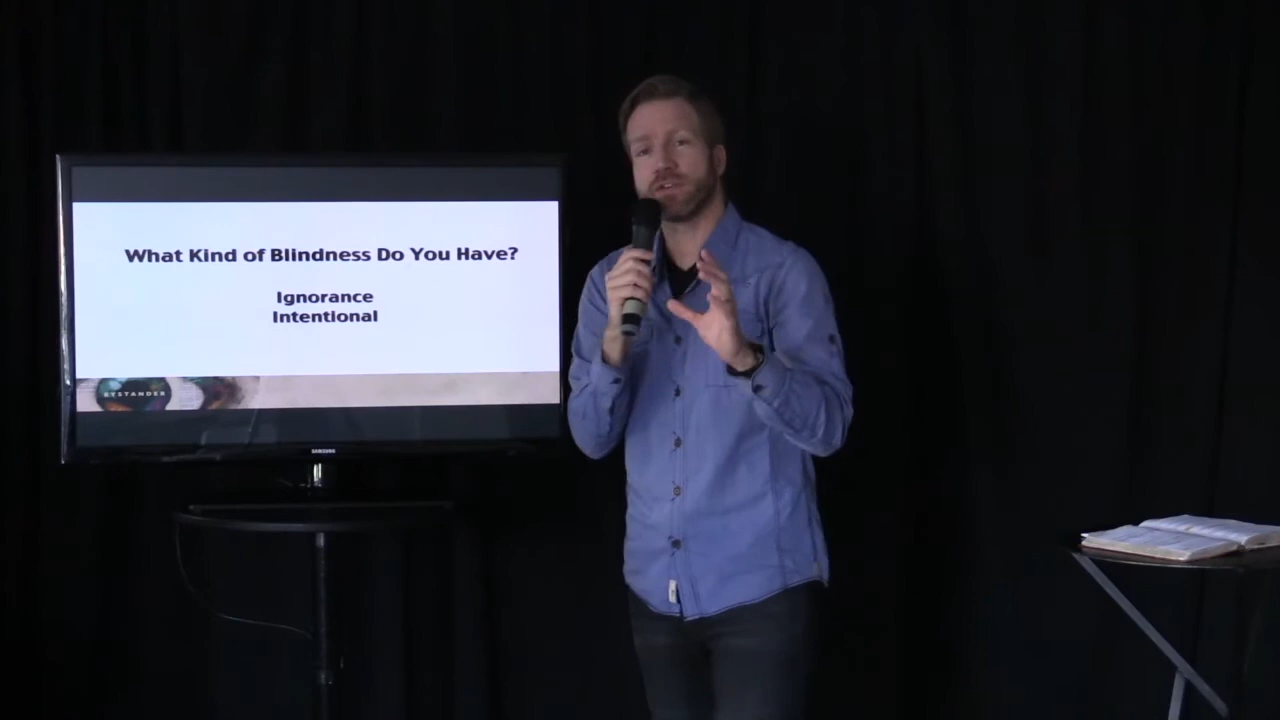 What Kind of Blindness Do You Have?
Ignorance
Intentional
BYSTANDER
SAMSUNG